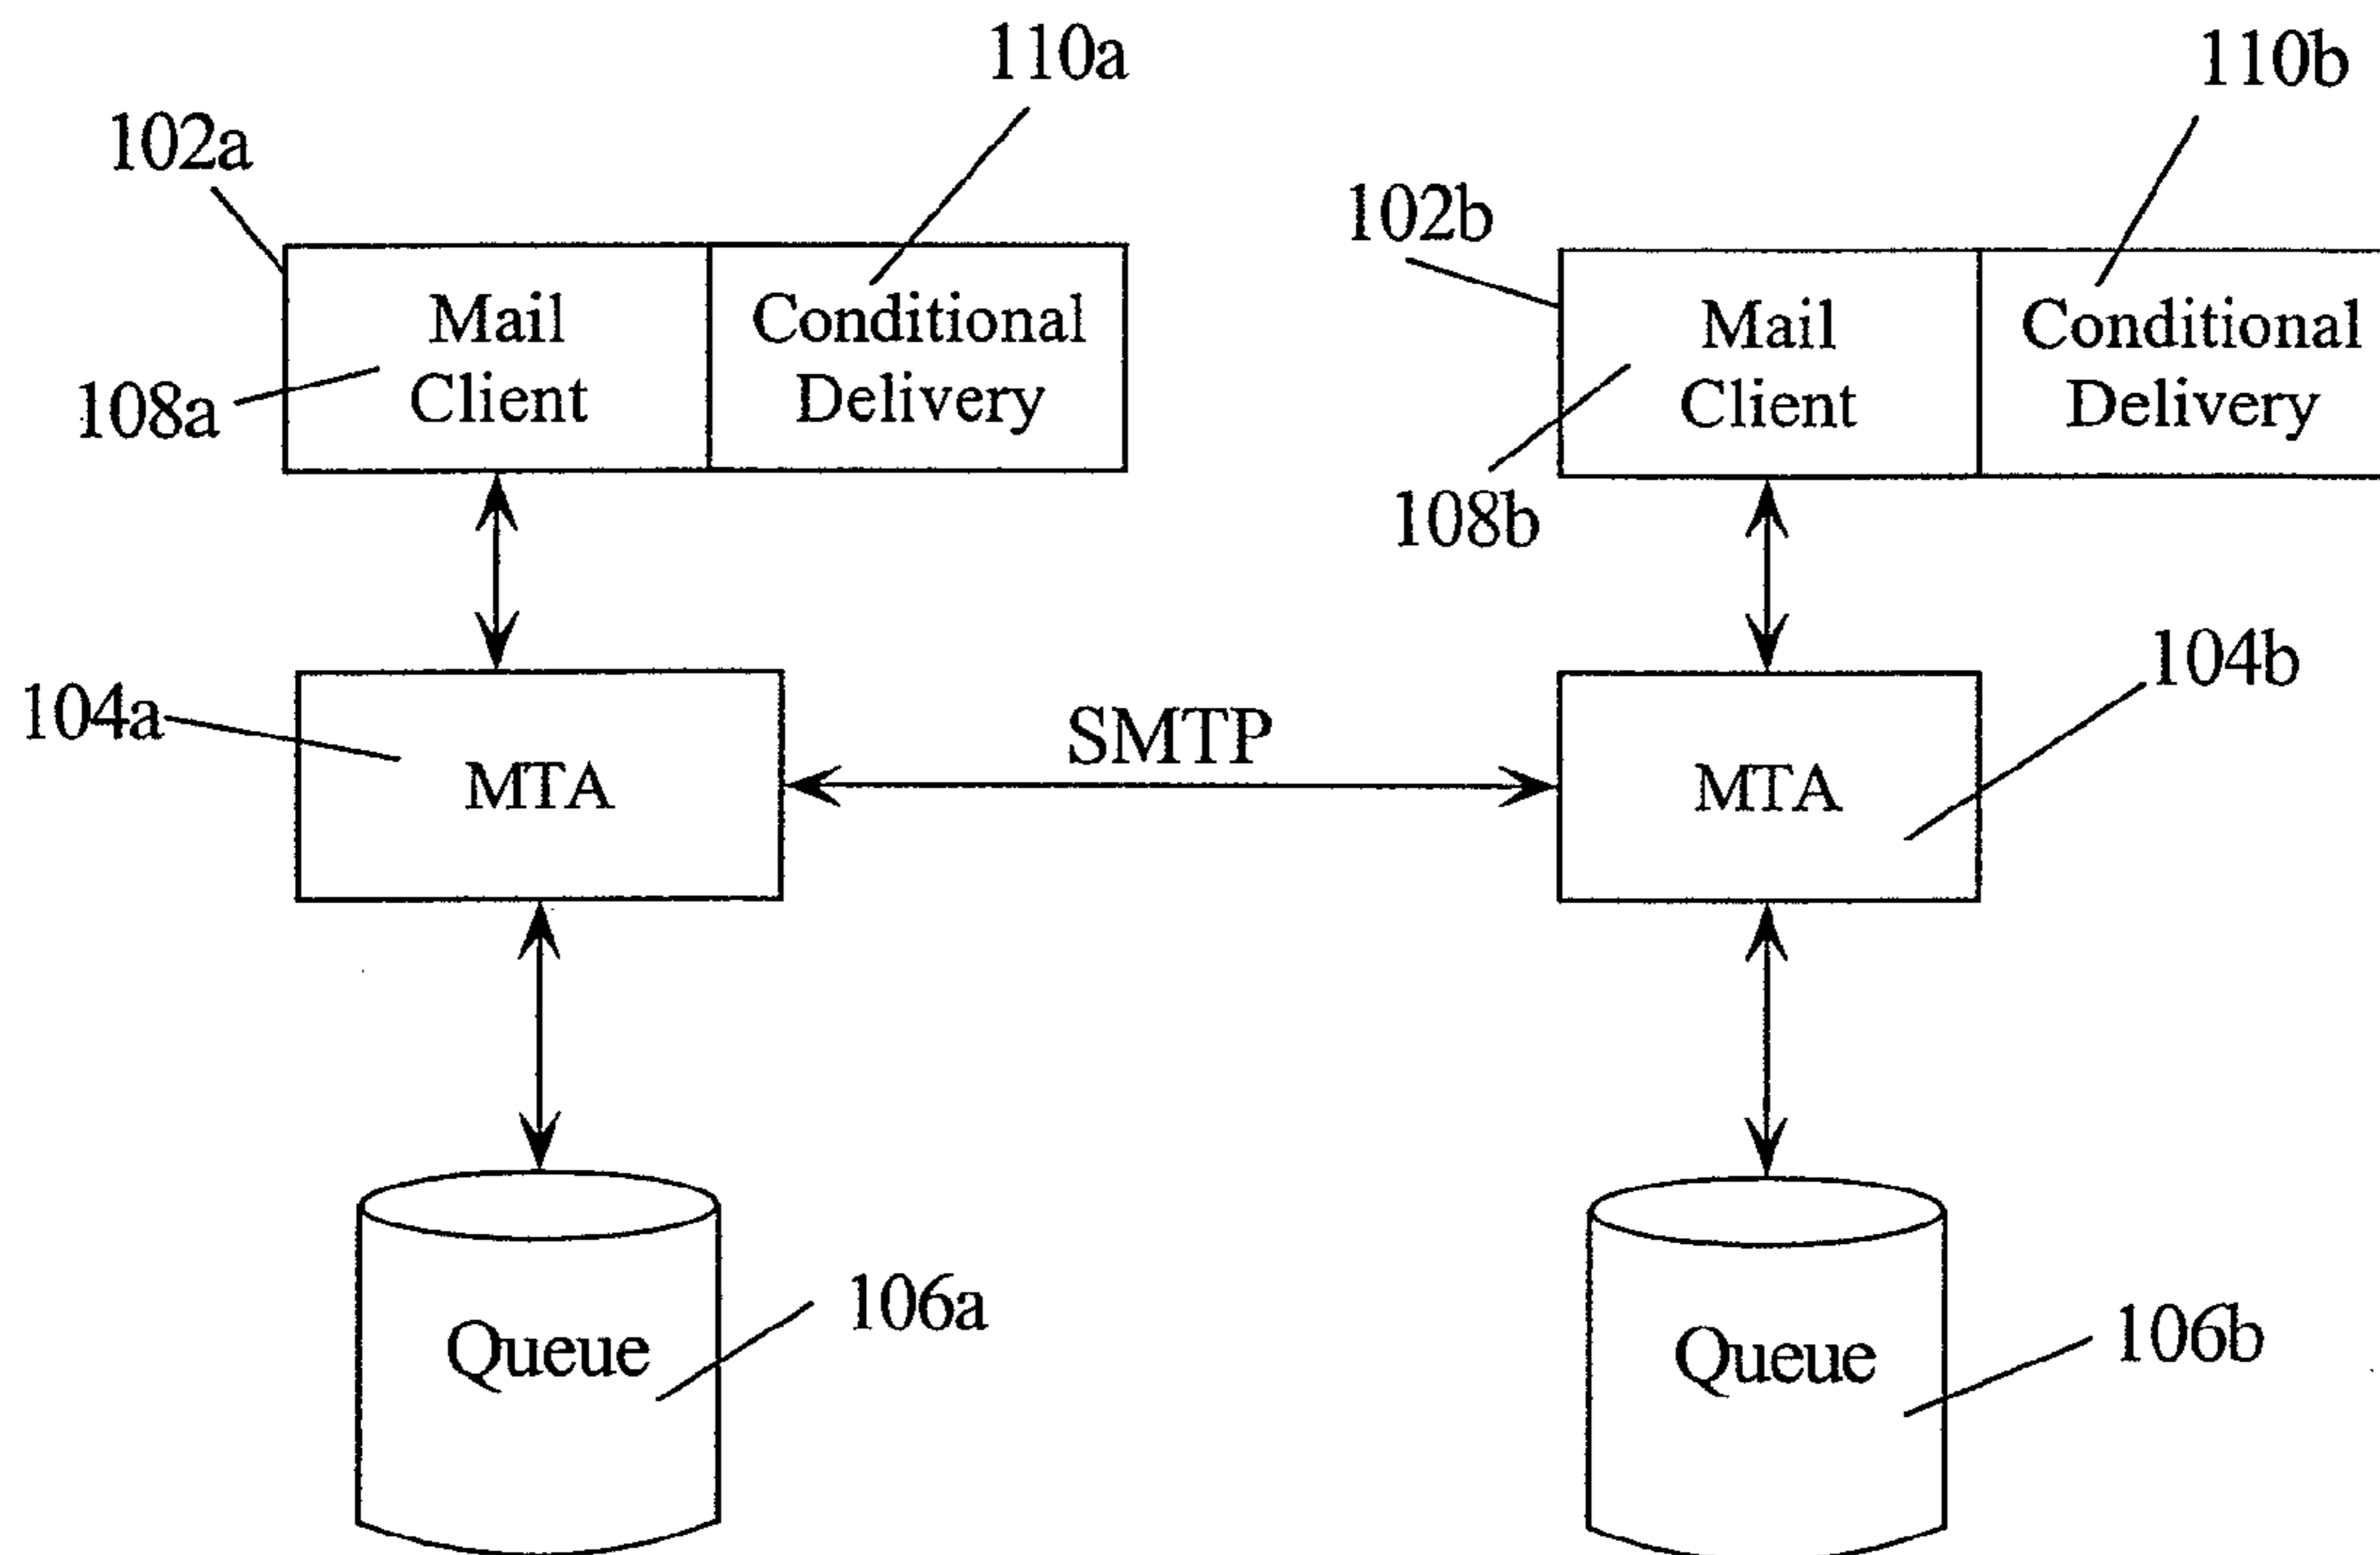 110a
110b
102a
102b
Mail
Client
Conditional
Delivery
Mail
Client
Conditional
Delivery
108a
108b
104a
104b
SMTP
MTA
MTA
106a
106b
Queue
Queue